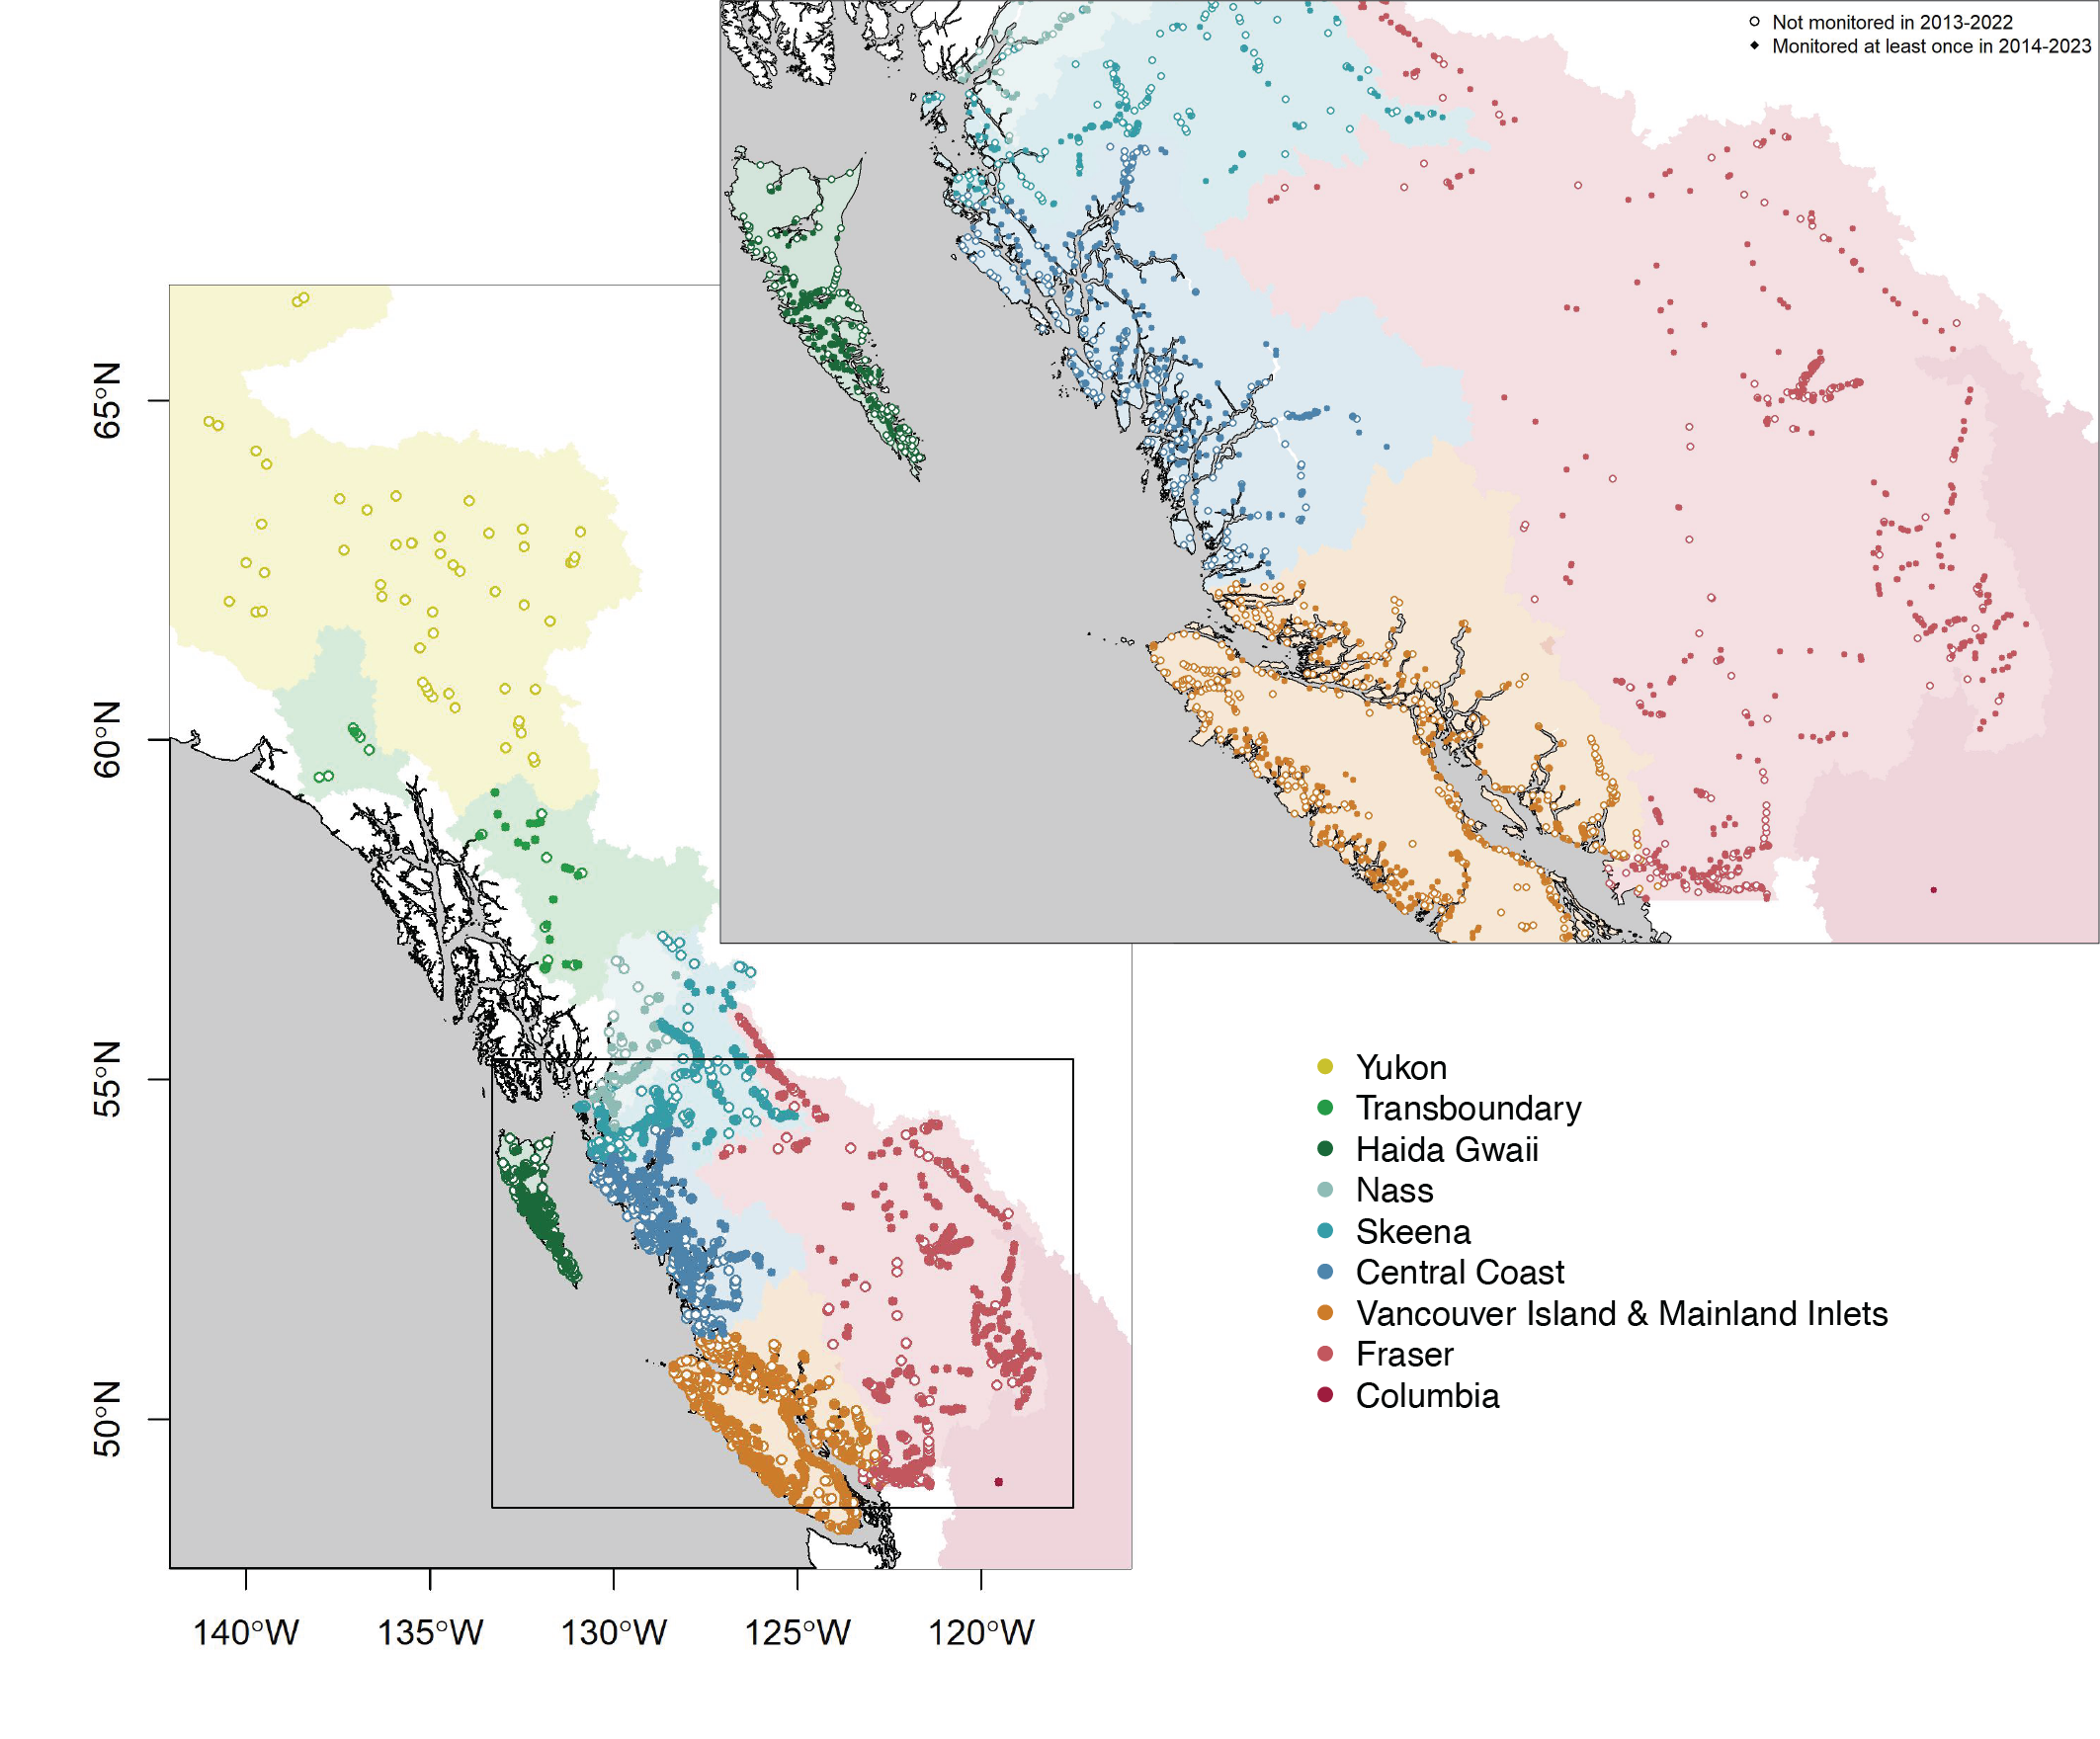 Not monitored in 2013-2022
Monitored at least once in 2014-2023
65°N
60°N
55°N
50°N
140°W
135°W
130°W
125°W
120°W
Yukon
Transboundary
Haida Gwaii
Nass
Skeena
Central Coast
Vancouver Island & Mainland Inlets
Fraser
Columbia